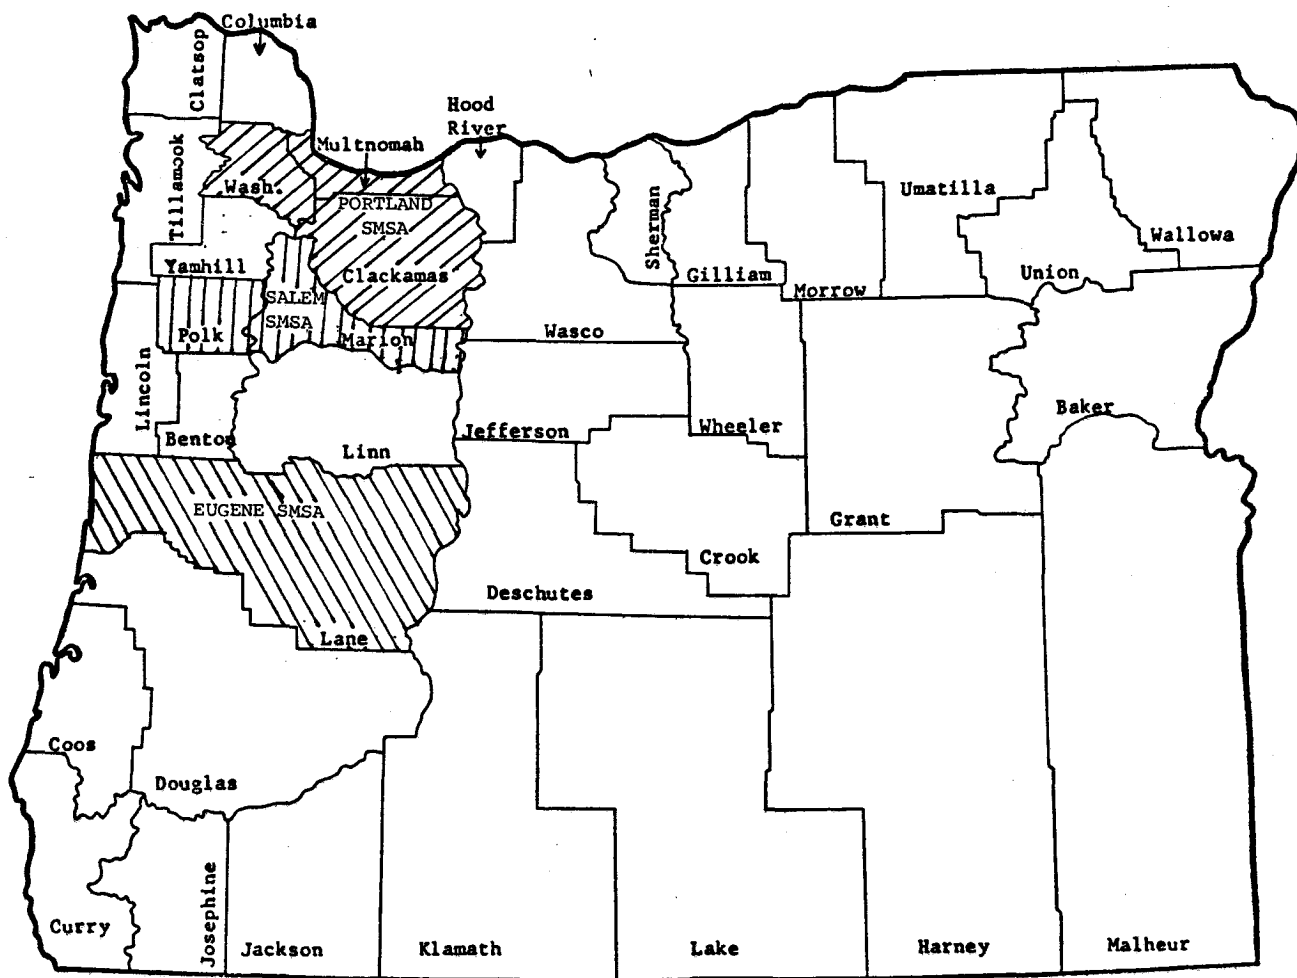 Columbia
Clatsop
Hood
River
Multnomah
Tillamook
Wash.
PORTLAND
SMSA
Umatilla
Sherman
Wallowa
Yamhill
Clackamas
Gilliam
Union
SALEM
SMSA
Morrow
Polk
Marion
Wasco
Lincoln
Baker
Benton
Linn
Jefferson
Wheeler
EUGENE SMSA
Grant
Crook
Deschutes
Lane
Coos
Douglas
Curry
Josephine
Jackson
Klamath
Lake
Harney
Malheur